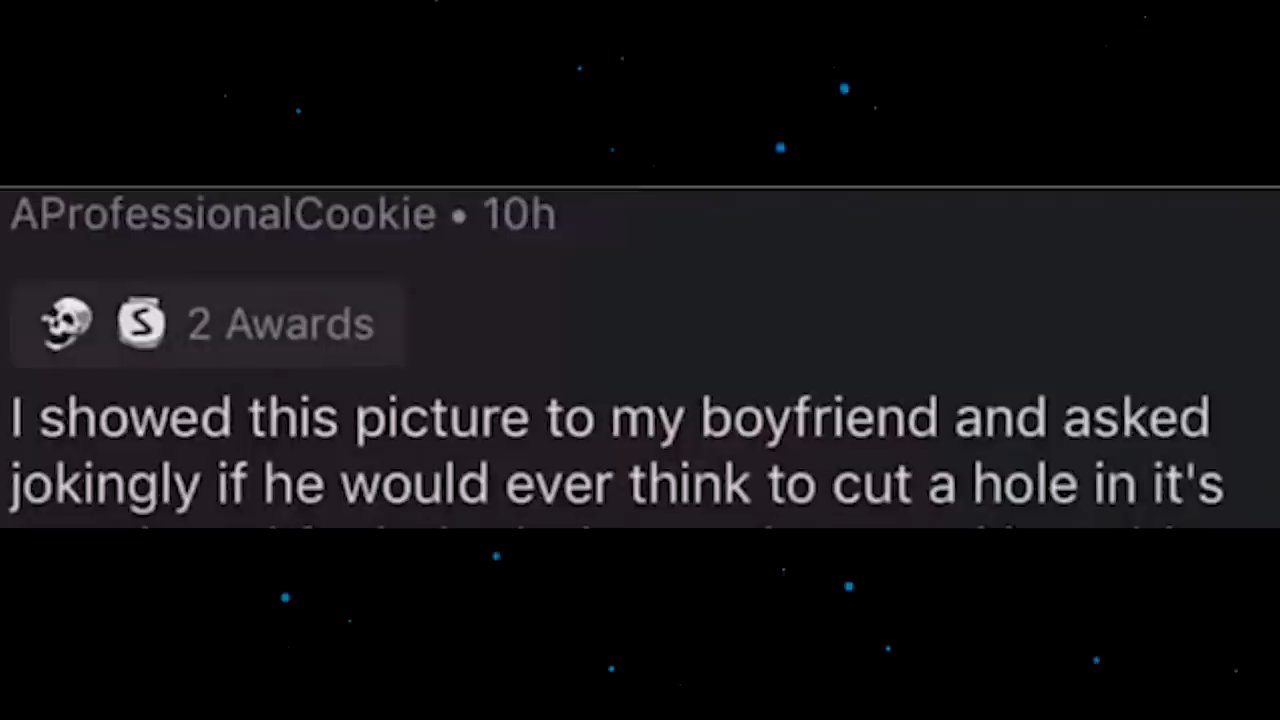 AProfessionalCookie • 10h
2 Awards
I showed this picture to my boyfriend and asked
jokingly if he would ever think to cut a hole in it's